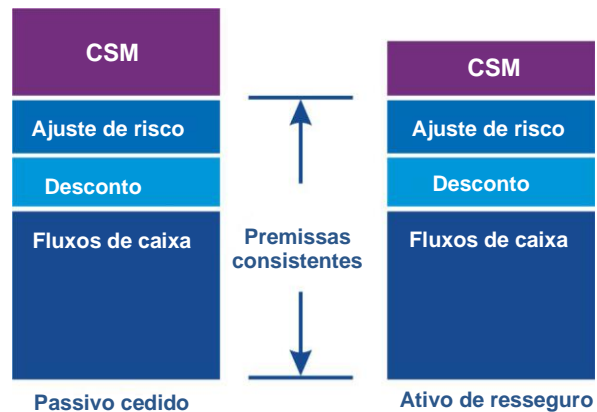 CSM
Ajuste de risco
Desconto
Fluxos de caixa
Passivo cedido
Premissas
consistentes
CSM
Ajuste de risco
Desconto
Fluxos de caixa
Ativo de resseguro